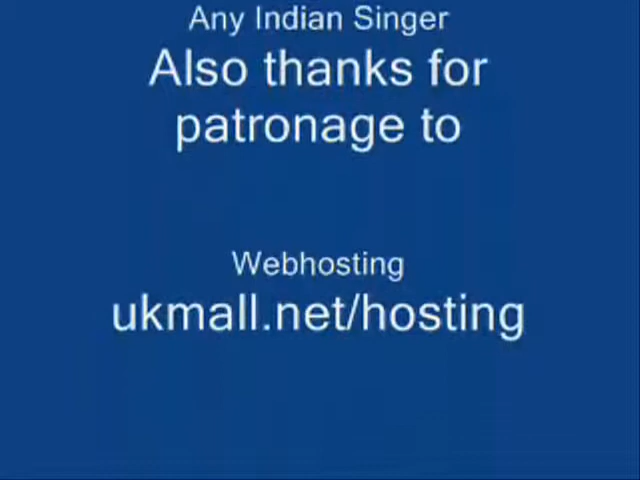 Any Indian Singer
Also thanks for
patronage to
Webhosting
ukmall.net/hosting